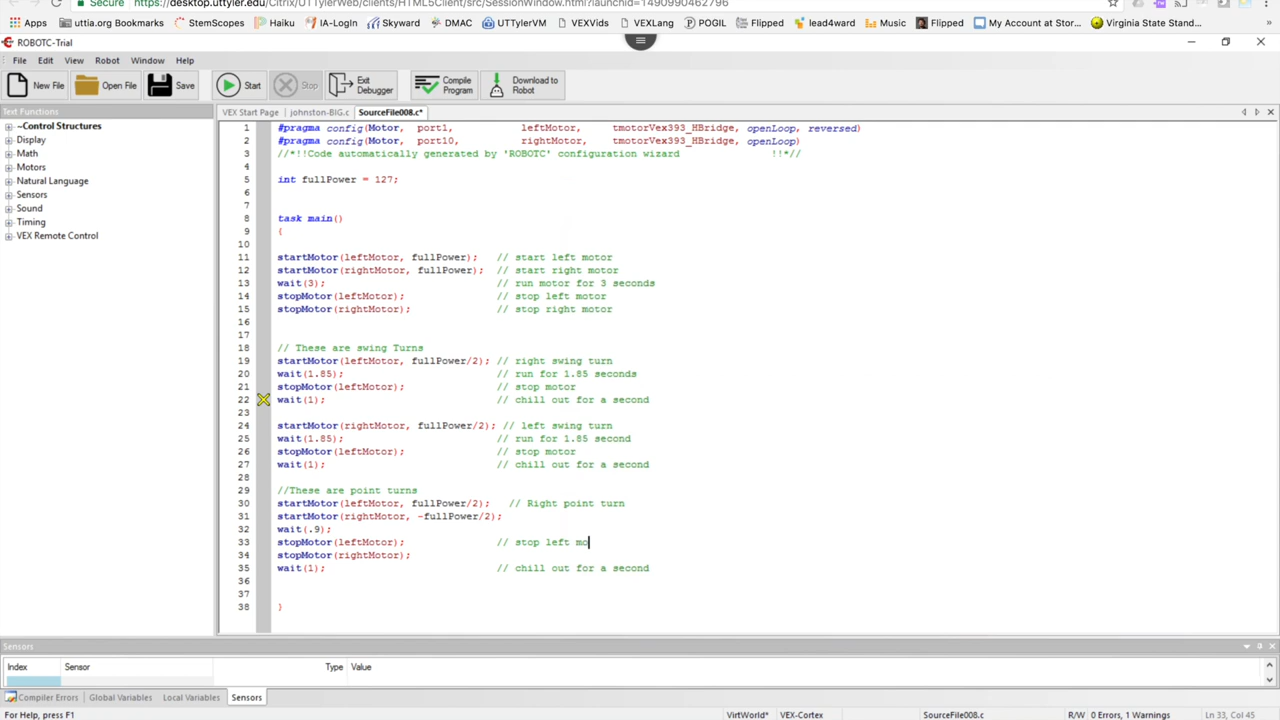 Secure https://desktop.uttyler.edu/Citrix/UTTylerWeb/clients/HTML5Client/src/SessionWindow.html?launchid=1490990462796
Apps uttia.org Bookmarks StemScopes Haiku IA-Login Skyward DMAC UTTylerVM VEXVids VEXLang POGIL Flipped lead4ward Music Flipped My Account at Stor... Virginia State Stand... »
ROBOTC-Trial
File Edit View Robot Window Help
New File Open File Save Start Stop Exit Debugger Compile Program Download to Robot
Text Functions
~Control Structures
Display
Math
Motors
Natural Language
Sensors
Sound
Timing
VEX Remote Control
VEX Start Page johnston-BIG.c SourceFile008.c*
1 #pragma config(Motor, port1, leftMotor, tmotorVex393_HBridge, openLoop, reversed)
2 #pragma config(Motor, port10, rightMotor, tmotorVex393_HBridge, openLoop)
3 //*!!Code automatically generated by 'ROBOTC' configuration wizard !!*//
4
5 int fullPower = 127;
6
7
8 task main()
9 {
10
11 startMotor(leftMotor, fullPower); // start left motor
12 startMotor(rightMotor, fullPower); // start right motor
13 wait(3); // run motor for 3 seconds
14 stopMotor(leftMotor); // stop left motor
15 stopMotor(rightMotor); // stop right motor
16
17
18 // These are swing Turns
19 startMotor(leftMotor, fullPower/2); // right swing turn
20 wait(1.85); // run for 1.85 seconds
21 stopMotor(leftMotor); // stop motor
22 wait(1); // chill out for a second
23
24 startMotor(rightMotor, fullPower/2); // left swing turn
25 wait(1.85); // run for 1.85 second
26 stopMotor(leftMotor); // stop motor
27 wait(1); // chill out for a second
28
29 //These are point turns
30 startMotor(leftMotor, fullPower/2); // Right point turn
31 startMotor(rightMotor, -fullPower/2);
32 wait(.9);
33 stopMotor(leftMotor); // stop left mo
34 stopMotor(rightMotor);
35 wait(1); // chill out for a second
36
37
38 }
Sensors
Index Sensor Type Value
Compiler Errors Global Variables Local Variables Sensors
For Help, press F1 VirtWorld* VEX-Cortex SourceFile008.c R/W 0 Errors, 1 Warnings Ln 33, Col 45